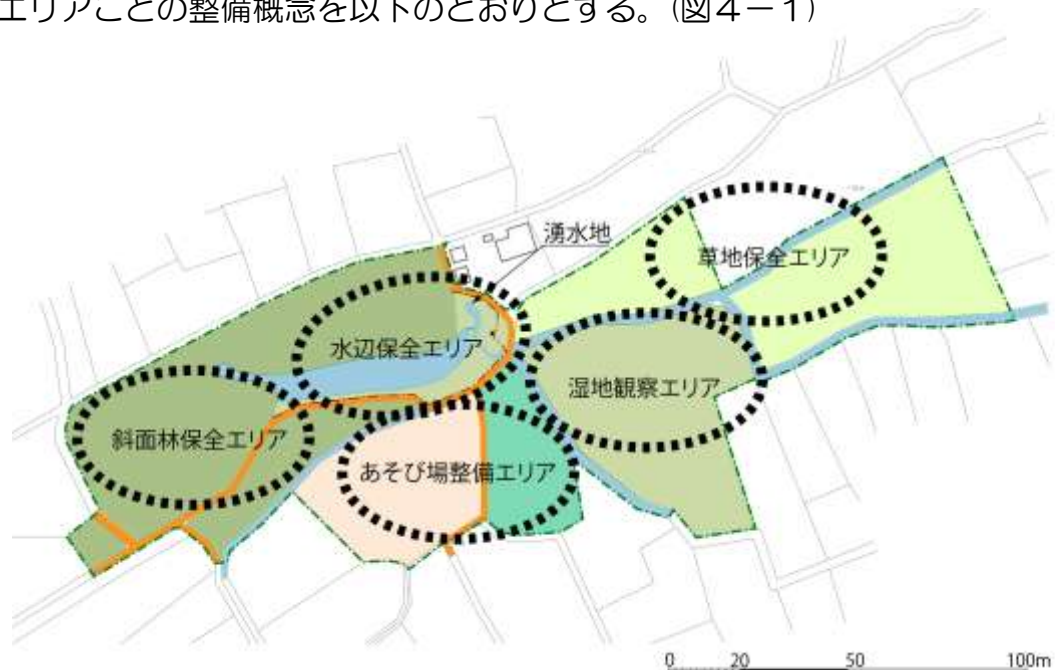 エリアごとの整備概念を以下のとおりとする。（図４－１）
湧水地
草地保全エリア
水辺保全エリア
湿地観察エリア
斜面林保全エリア
あそび場整備エリア
0 20 50 100m